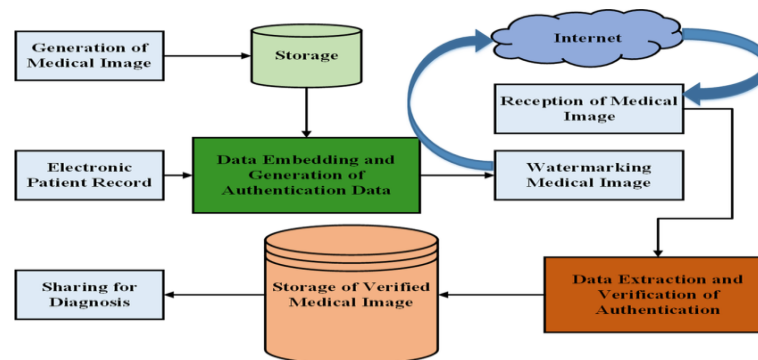 Generation of
Medical Image
Storage
Internet
Reception of Medical
Image
Electronic
Patient Record
Data Embedding and
Generation of
Authentication Data
Watermarking
Medical Image
Sharing for
Diagnosis
Storage of Verified
Medical Image
Data Extraction and
Verification of
Authentication